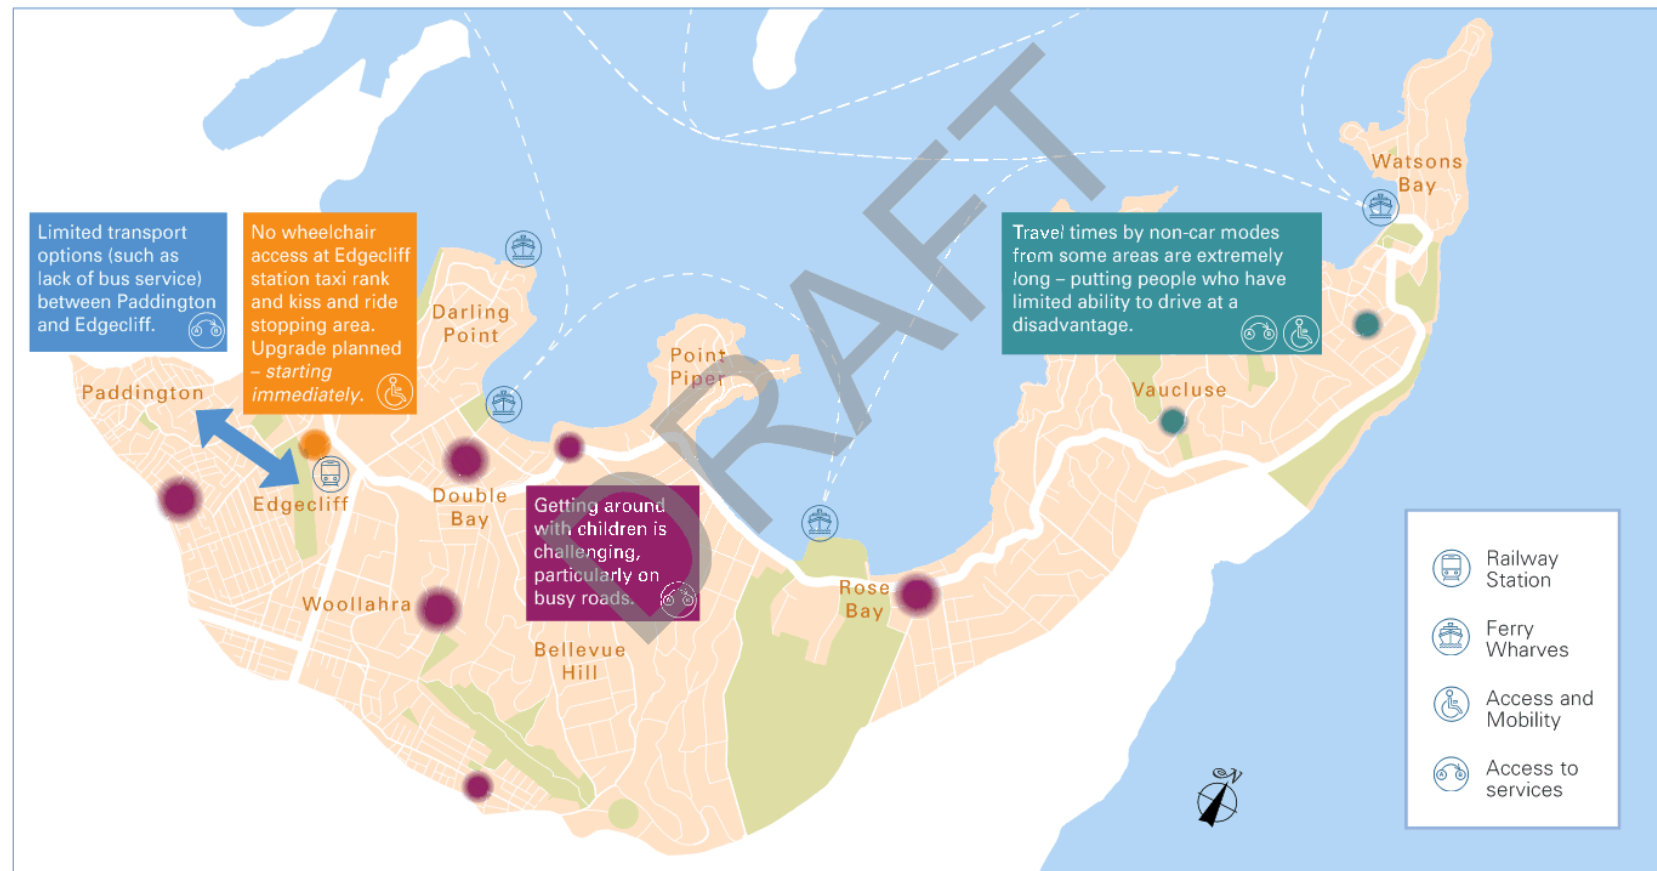 Limited transport
options (such as
lack of bus service)
between Paddington
and Edgecliff.
No wheelchair
access at Edgecliff
station taxi rank
and kiss and ride
stopping area.
Upgrade planned
– starting
immediately.
Getting around
with children is
challenging,
particularly on
busy roads.
Travel times by non-car modes
from some areas are extremely
long – putting people who have
limited ability to drive at a
disadvantage.
Watsons
Bay
Darling
Point
Point
Piper
Paddington
Vaucluse
Edgecliff
Double
Bay
Woollahra
Rose
Bay
Bellevue
Hill
DRAFT
N
Railway
Station
Ferry
Wharves
Access and
Mobility
Access to
services